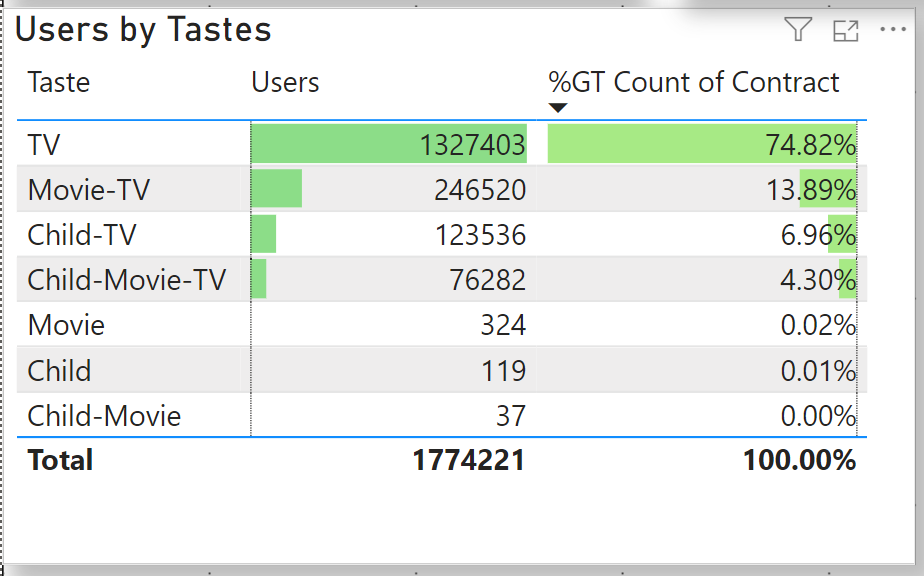 Users by Tastes
Taste Users %GT Count of Contract
TV 1327403 74.82%
Movie-TV 246520 13.89%
Child-TV 123536 6.96%
Child-Movie-TV 76282 4.30%
Movie 324 0.02%
Child 119 0.01%
Child-Movie 37 0.00%
Total 1774221 100.00%